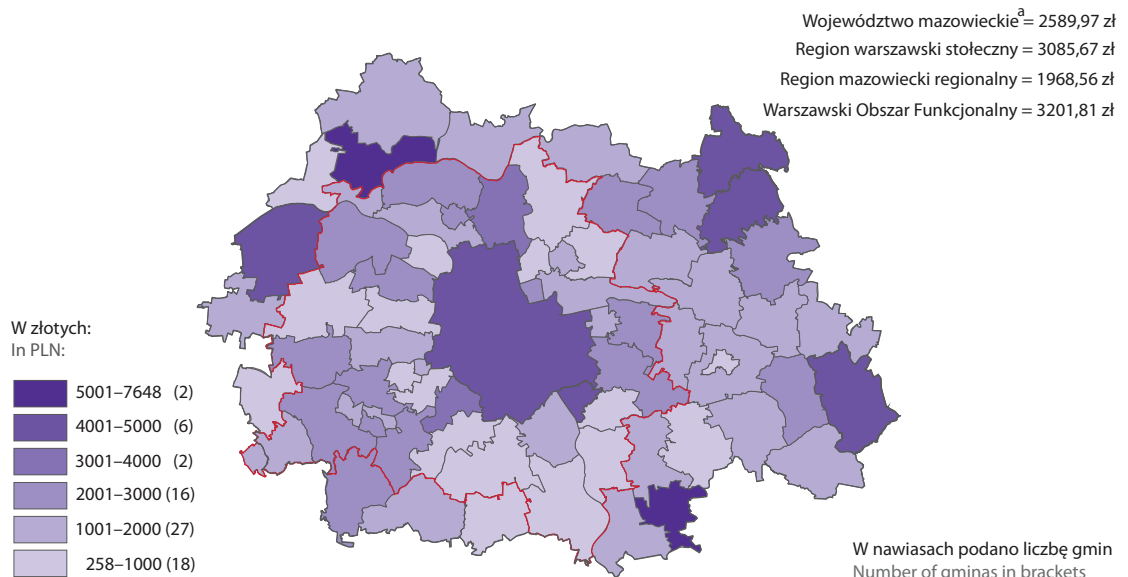 Województwo mazowieckie a = 2589,97 zł
Region warszawski stołeczny = 3085,67 zł
Region mazowiecki regionalny = 1968,56 zł
Warszawski Obszar Funkcjonalny = 3201,81 zł
W złotych:
In PLN:
5001–7648 (2)
4001–5000 (6)
3001–4000 (2)
2001–3000 (16)
1001–2000 (27)
258–1000 (18)
W nawiasach podano liczbę gmin
Number of gminas in brackets